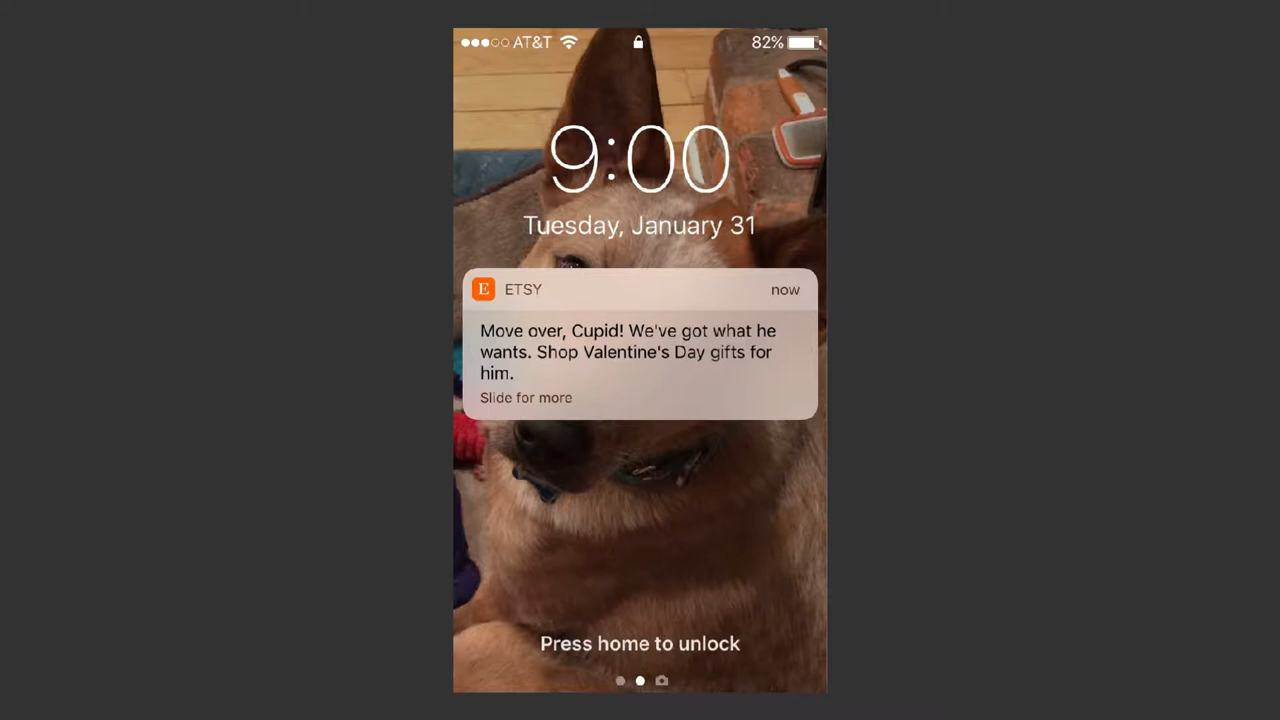 AT&T 82%
9:00
Tuesday, January 31
E ETSY now
Move over, Cupid! We've got what he
wants. Shop Valentine's Day gifts for
him.
Slide for more
Press home to unlock